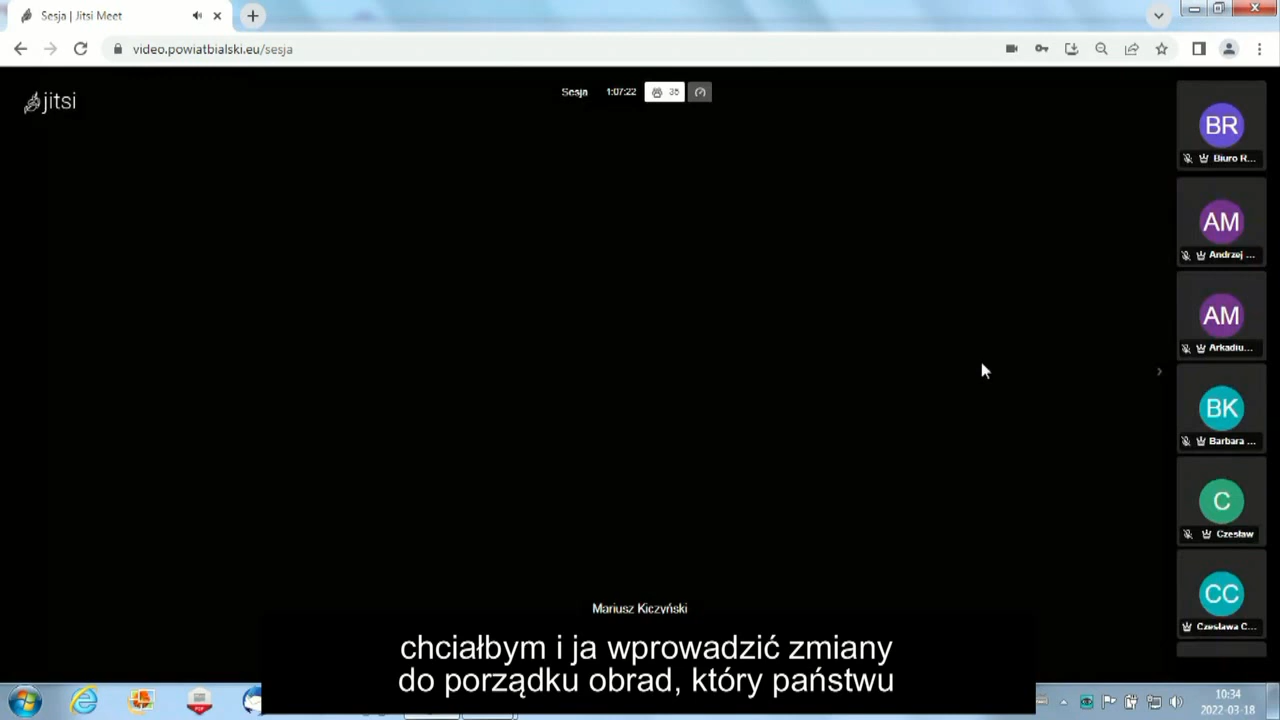 Sesja | Jitsi Meet
video.powiatbialski.eu/sesja
jitsi
Sesja 1:07:22 35
BR
Biuro R...
AM
Andrzej ...
AM
Arkadiu...
BK
Barbara ...
C
Czesław
CC
Czesława C...
Mariusz Kiczyński
chciałbym i ja wprowadzić zmiany
do porządku obrad, który państwu
10:34
2022-03-18